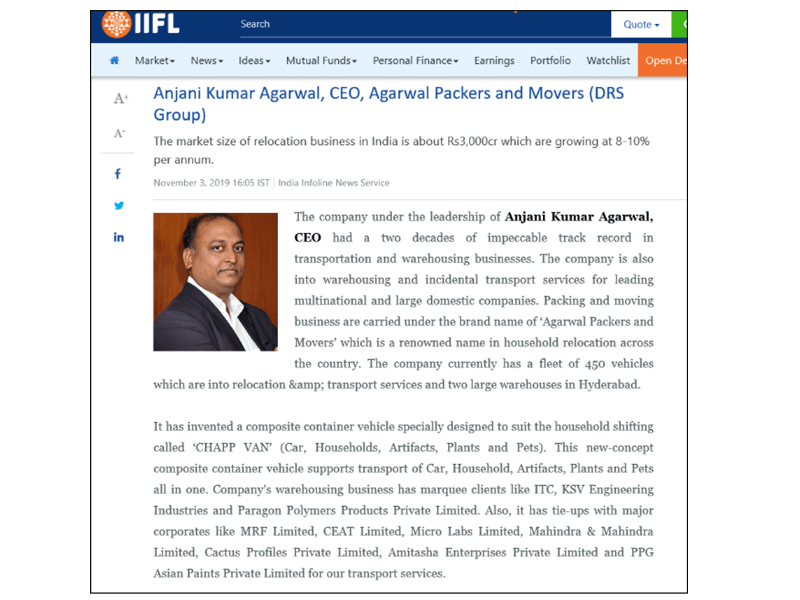 IIFL
Search
Quote
Market
News
Ideas
Mutual Funds
Personal Finance
Earnings
Portfolio
Watchlist
Open De
A+
A-
Anjani Kumar Agarwal, CEO, Agarwal Packers and Movers (DRS
Group)
The market size of relocation business in India is about Rs3,000cr which are growing at 8-10%
per annum.
November 3, 2019 16:05 IST | India Infoline News Service
The company under the leadership of Anjani Kumar Agarwal,
CEO had a two decades of impeccable track record in
transportation and warehousing businesses. The company is also
into warehousing and incidental transport services for leading
multinational and large domestic companies. Packing and moving
business are carried under the brand name of ‘Agarwal Packers and
Movers’ which is a renowned name in household relocation across
the country. The company currently has a fleet of 450 vehicles
which are into relocation &amp; transport services and two large warehouses in Hyderabad.
It has invented a composite container vehicle specially designed to suit the household shifting
called ‘CHAPP VAN’ (Car, Households, Artifacts, Plants and Pets). This new-concept
composite container vehicle supports transport of Car, Household, Artifacts, Plants and Pets
all in one. Company's warehousing business has marquee clients like ITC, KSV Engineering
Industries and Paragon Polymers Products Private Limited. Also, it has tie-ups with major
corporates like MRF Limited, CEAT Limited, Micro Labs Limited, Mahindra & Mahindra
Limited, Cactus Profiles Private Limited, Amitasha Enterprises Private Limited and PPG
Asian Paints Private Limited for our transport services.